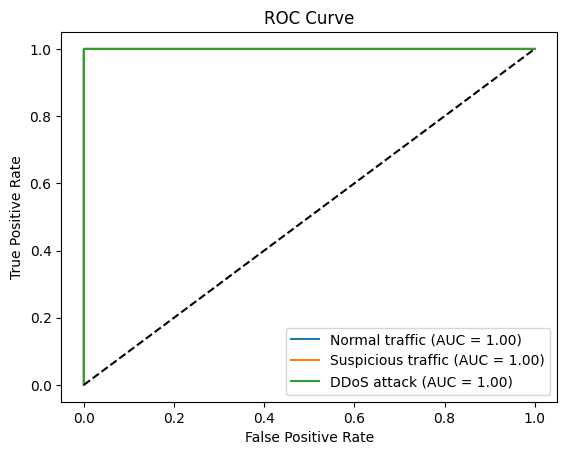 ROC Curve
True Positive Rate
1.0
0.8
0.6
0.4
0.2
0.0
Normal traffic (AUC = 1.00)
Suspicious traffic (AUC = 1.00)
DDoS attack (AUC = 1.00)
0.0 0.2 0.4 0.6 0.8 1.0
False Positive Rate